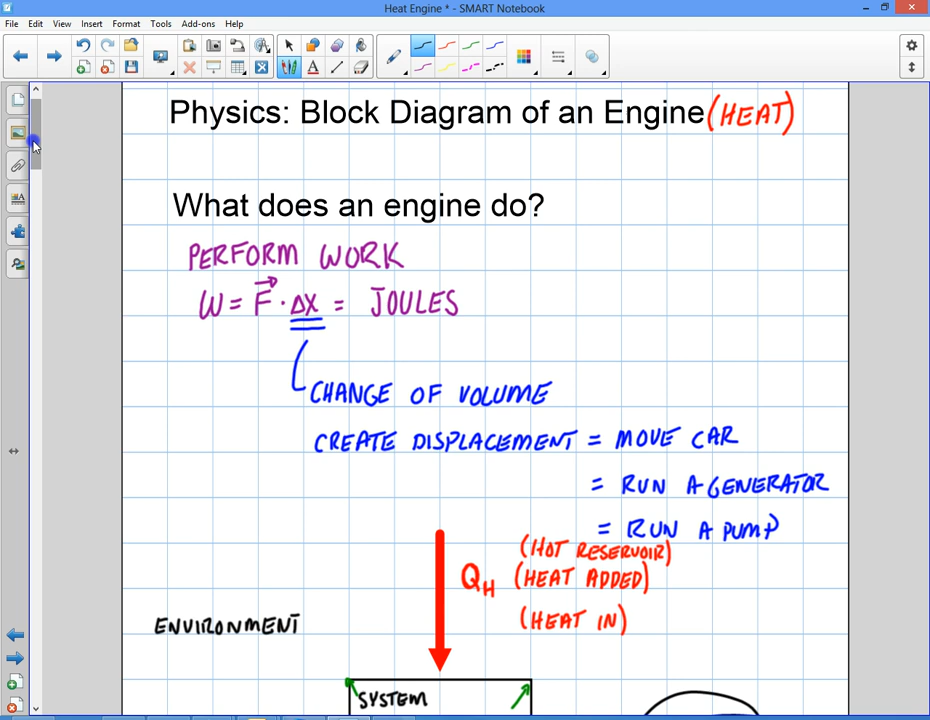 Heat Engine * - SMART Notebook
File Edit View Insert Format Tools Add-ons Help
Physics: Block Diagram of an Engine (HEAT)
What does an engine do?
PERFORM WORK
W = F · ΔX = JOULES
CHANGE OF VOLUME
CREATE DISPLACEMENT = MOVE CAR
= RUN A GENERATOR
= RUN A PUMP
(HOT RESERVOIR)
QH (HEAT ADDED)
(HEAT IN)
ENVIRONMENT
SYSTEM